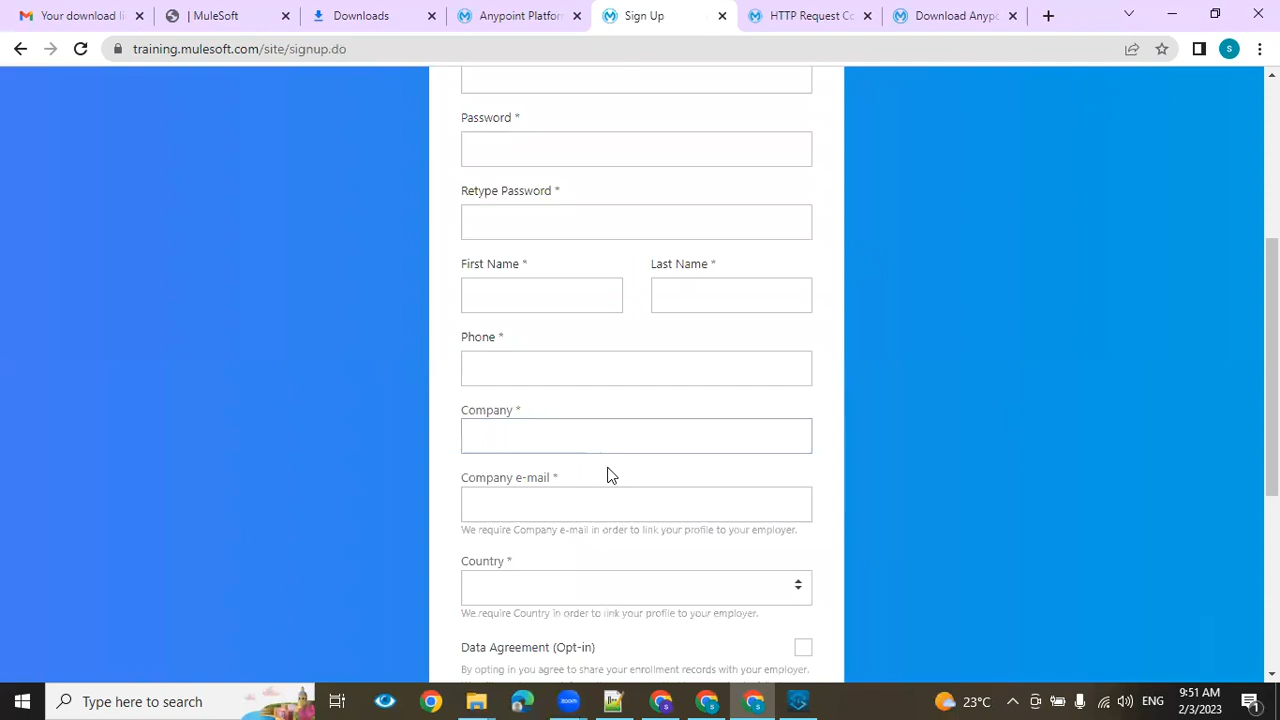 Your download li
| MuleSoft
Downloads
Anypoint Platforn
Sign Up
HTTP Request Co
Download Anypo
training.mulesoft.com/site/signup.do
S
Password *
Retype Password *
First Name *
Last Name *
Phone *
Company *
Company e-mail *
We require Company e-mail in order to link your profile to your employer.
Country *
We require Country in order to link your profile to your employer.
Data Agreement (Opt-in)
By opting in you agree to share your enrollment records with your employer.
Type here to search
zoom
23°C
ENG
9:51 AM
2/3/2023
1